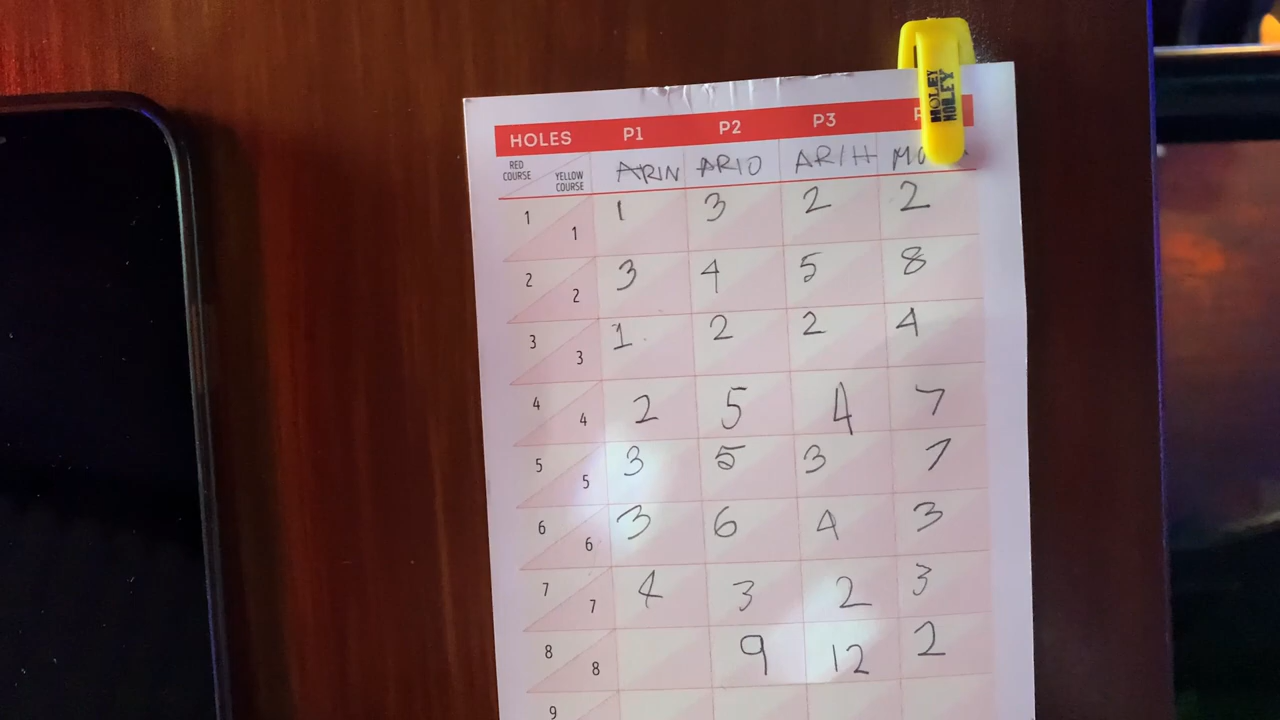 HOLEY MOLEY
HOLES P1 P2 P3
RED COURSE YELLOW COURSE ARIN ARIO ARIH
1 1 1 3 2 2
2 2 3 4 5 8
3 3 1 2 2 4
4 4 2 5 4 7
5 5 3 5 3 7
6 6 3 6 4 3
7 7 4 3 2 3
8 8 9 12 2
9